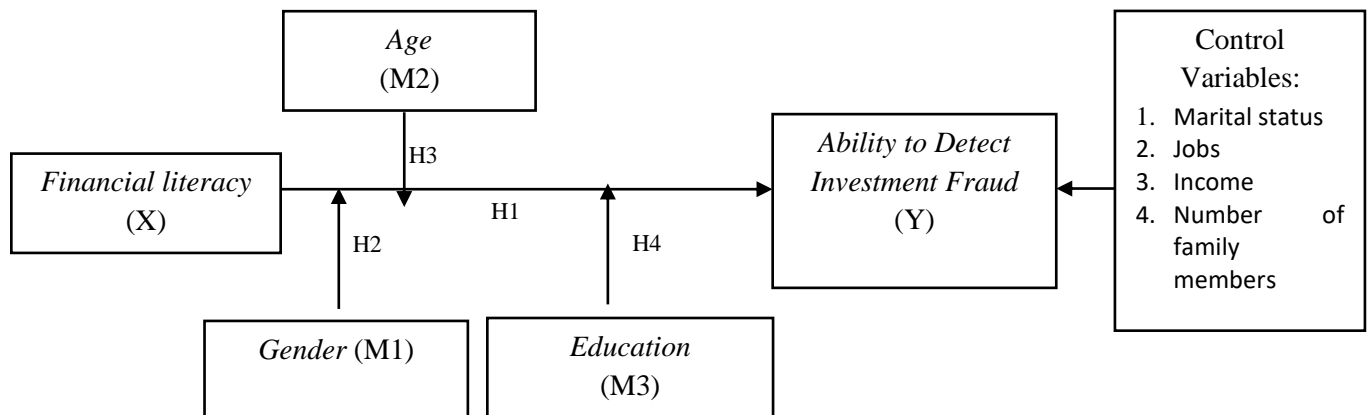 Age
(M2)
Control
Variables:
1. Marital status
2. Jobs
3. Income
4. Number of
family
members
H3
Financial literacy
(X)
Ability to Detect
Investment Fraud
(Y)
H1
H2
H4
Gender (M1)
Education
(M3)